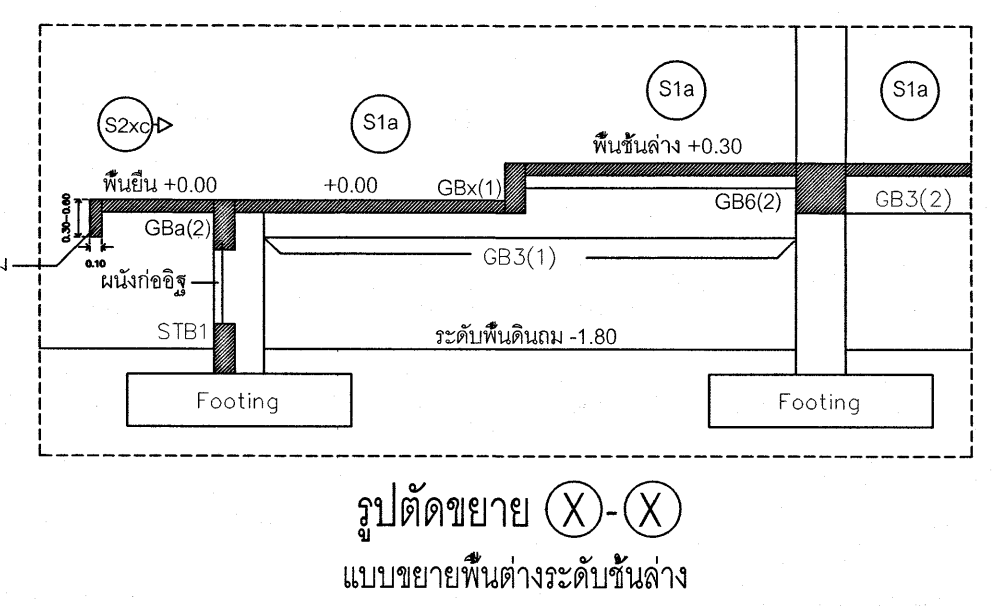 S2xc
S1a
S1a
S1a
พื้นชั้นล่าง +0.30
พื้นยืน +0.00
+0.00
GBx(1)
GB6(2)
GB3(2)
0.30-0.60
GBa(2)
0.10
GB3(1)
ผนังก่ออิฐ
STB1
ระดับพื้นดินถม -1.80
Footing
Footing
รูปตัดขยาย X-X
แบบขยายพื้นต่างระดับชั้นล่าง